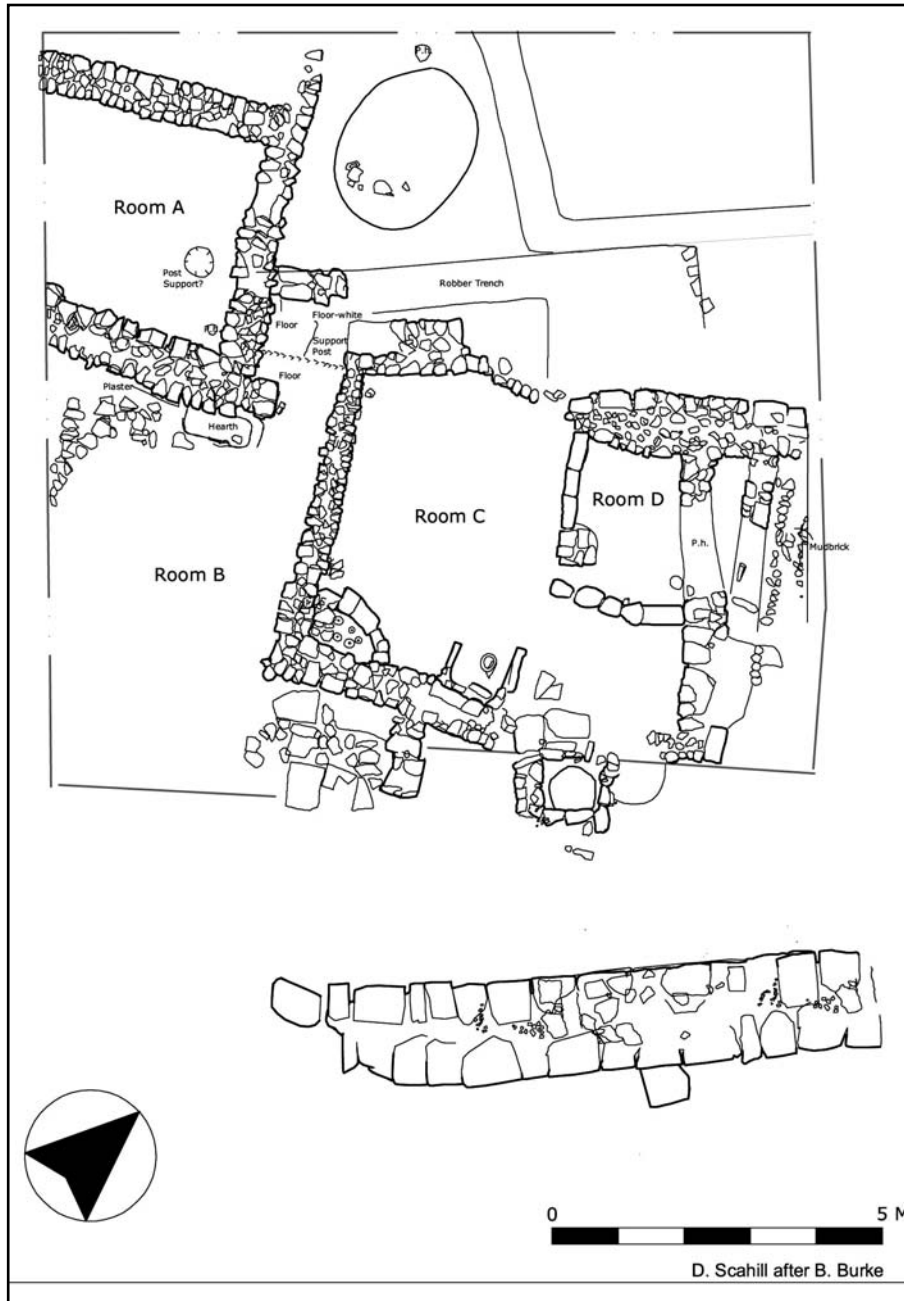 P.h.
Room A
Post
Support?
Robber Trench
Floor-white
P.h.
Floor
Support
Post
Floor
Plaster
Hearth
Room D
Room C
P.h.
Mudbrick
Room B
0
5 M
D. Scahill after B. Burke